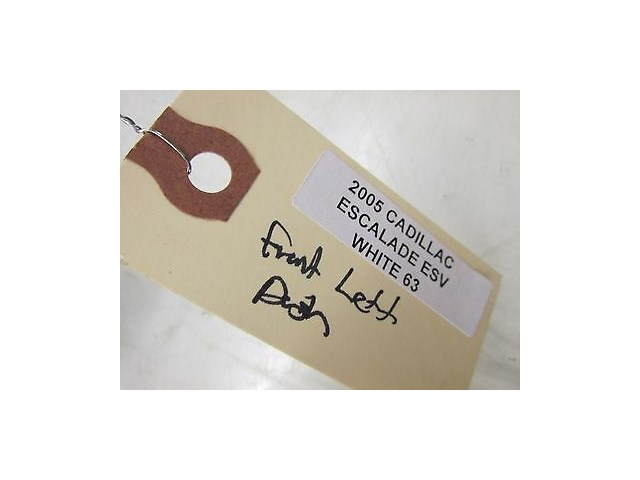 2005 CADILLAC
ESCALADE ESV
WHITE 63
Front Left